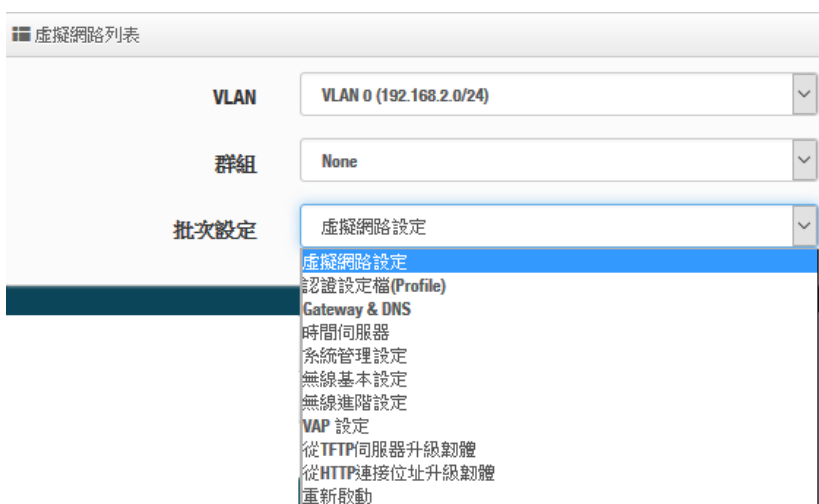 虛擬網路列表
VLAN
VLAN 0 (192.168.2.0/24)
群組
None
批次設定
虛擬網路設定
虛擬網路設定
認證設定檔(Profile)
Gateway & DNS
時間伺服器
系統管理設定
無線基本設定
無線進階設定
VAP 設定
從TFTP伺服器升級韌體
從HTTP連接位址升級韌體
重新啟動